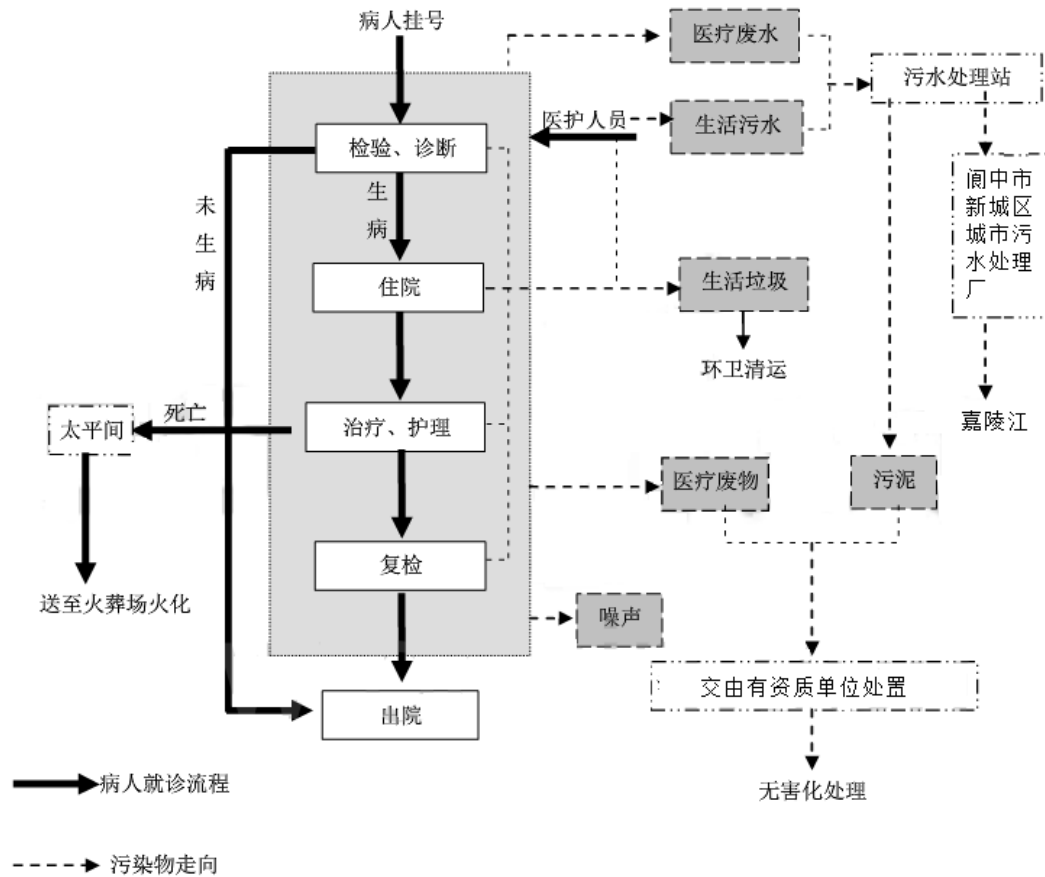 病人挂号
医疗废水
污水处理站
医护人员
生活污水
检验、诊断
生
病
未
生
病
阆中市
新城区
城市污
水处理
厂
住院
生活垃圾
环卫清运
死亡
太平间
治疗、护理
嘉陵江
医疗废物
污泥
复检
送至火葬场火化
噪声
出院
交由有资质单位处置
病人就诊流程
无害化处理
污染物走向